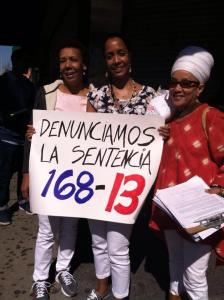 DENUNCIAMOS
LA SENTENCIA
168-13